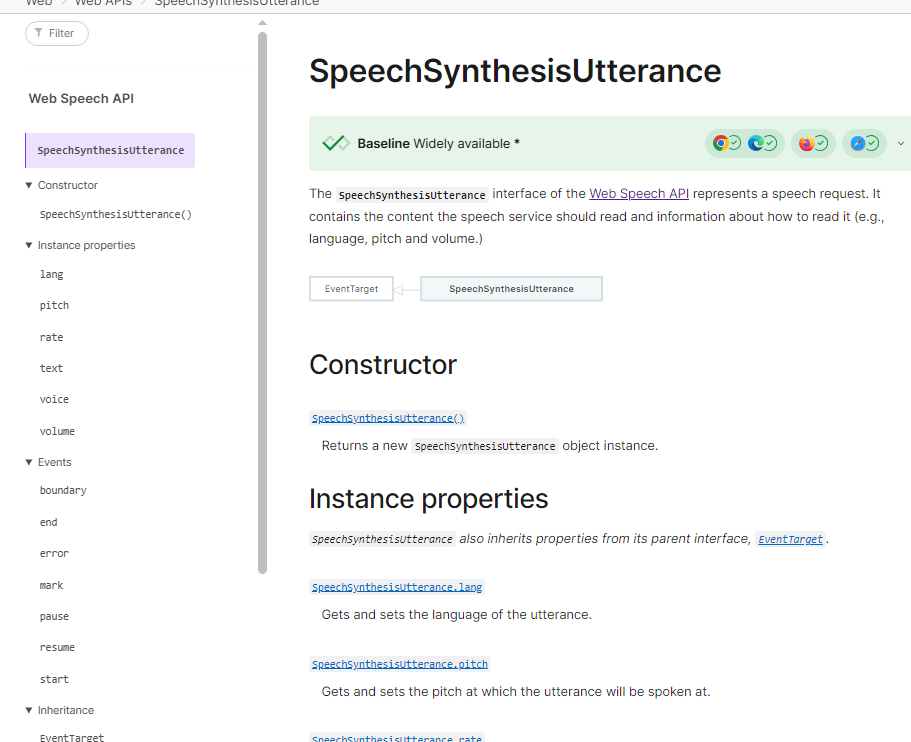 Web > Web APIs > SpeechSynthesisUtterance
Filter
Web Speech API
SpeechSynthesisUtterance
Constructor
SpeechSynthesisUtterance()
Instance properties
lang
pitch
rate
text
voice
volume
Events
boundary
end
error
mark
pause
resume
start
Inheritance
EventTarget
SpeechSynthesisUtterance
Baseline Widely available *
The SpeechSynthesisUtterance interface of the Web Speech API represents a speech request. It
contains the content the speech service should read and information about how to read it (e.g.,
language, pitch and volume.)
EventTarget
SpeechSynthesisUtterance
Constructor
SpeechSynthesisUtterance()
Returns a new SpeechSynthesisUtterance object instance.
Instance properties
SpeechSynthesisUtterance also inherits properties from its parent interface, EventTarget.
SpeechSynthesisUtterance.lang
Gets and sets the language of the utterance.
SpeechSynthesisUtterance.pitch
Gets and sets the pitch at which the utterance will be spoken at.
SpeechSynthesisUtterance.rate